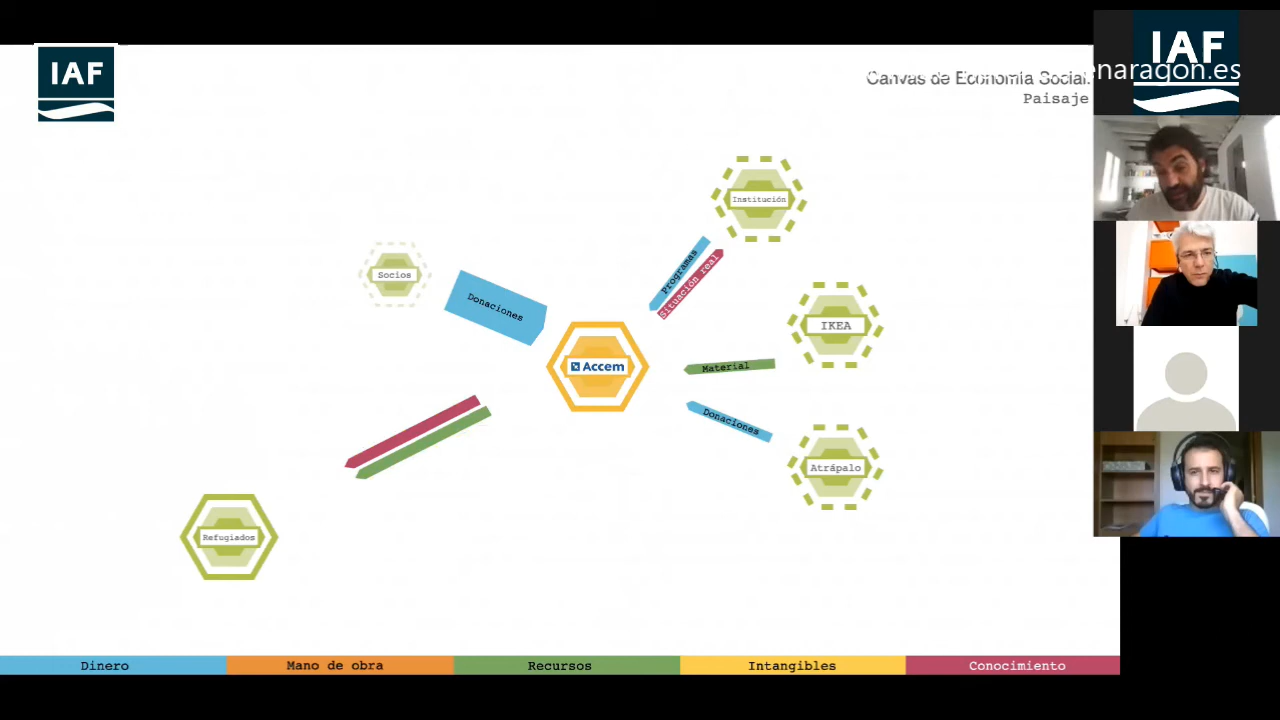 IAF
IAF
Canvas de Economía Social.
enaragon.es
Paisaje
Institución
Programas
Situación real
Socios
Donaciones
IKEA
Accem
Material
Donaciones
Atrápalo
Refugiados
Dinero
Mano de obra
Recursos
Intangibles
Conocimiento